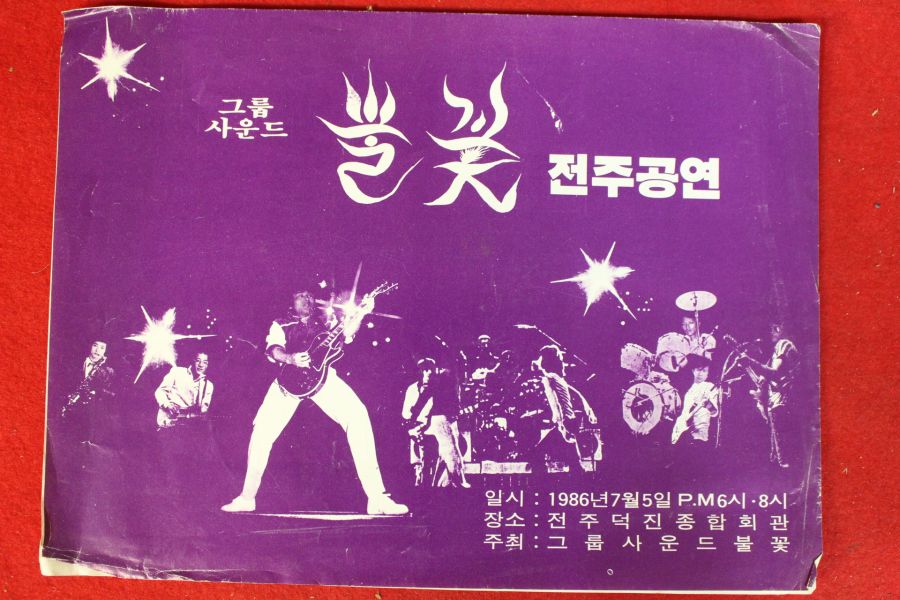 그룹
사운드
불꽃
전주공연
일시 : 1986년 7월 5일 P.M 6시 · 8시
장소 : 전주덕진종합회관
주최 : 그룹사운드불꽃